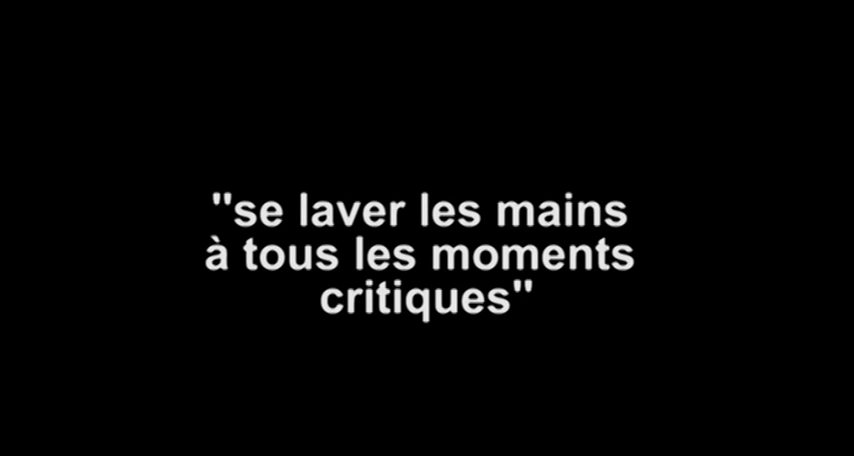 "se laver les mains
à tous les moments
critiques"